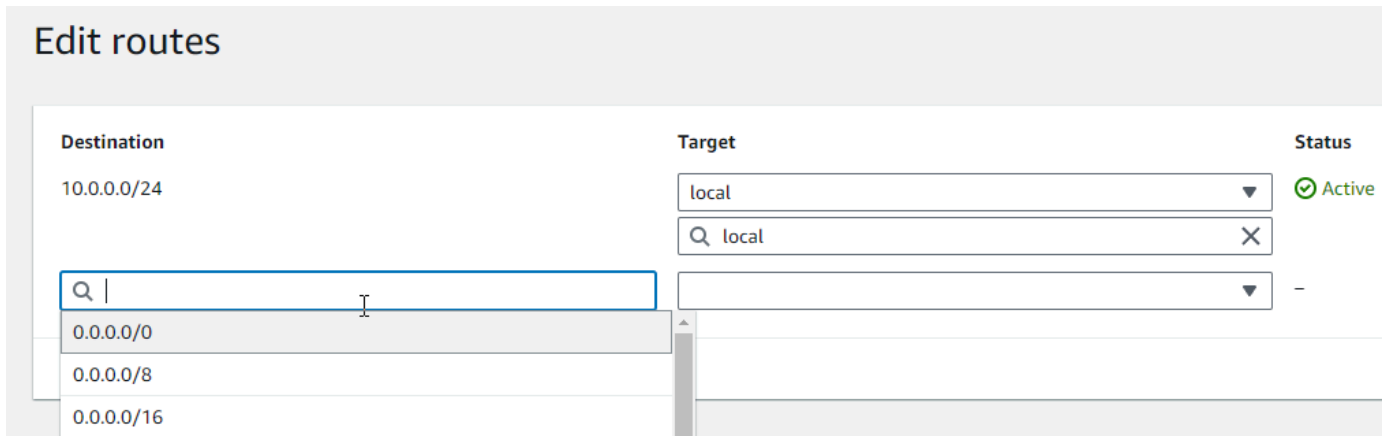 Edit routes
Destination Target Status
10.0.0.0/24 local Active
local
–
0.0.0.0/0
0.0.0.0/8
0.0.0.0/16